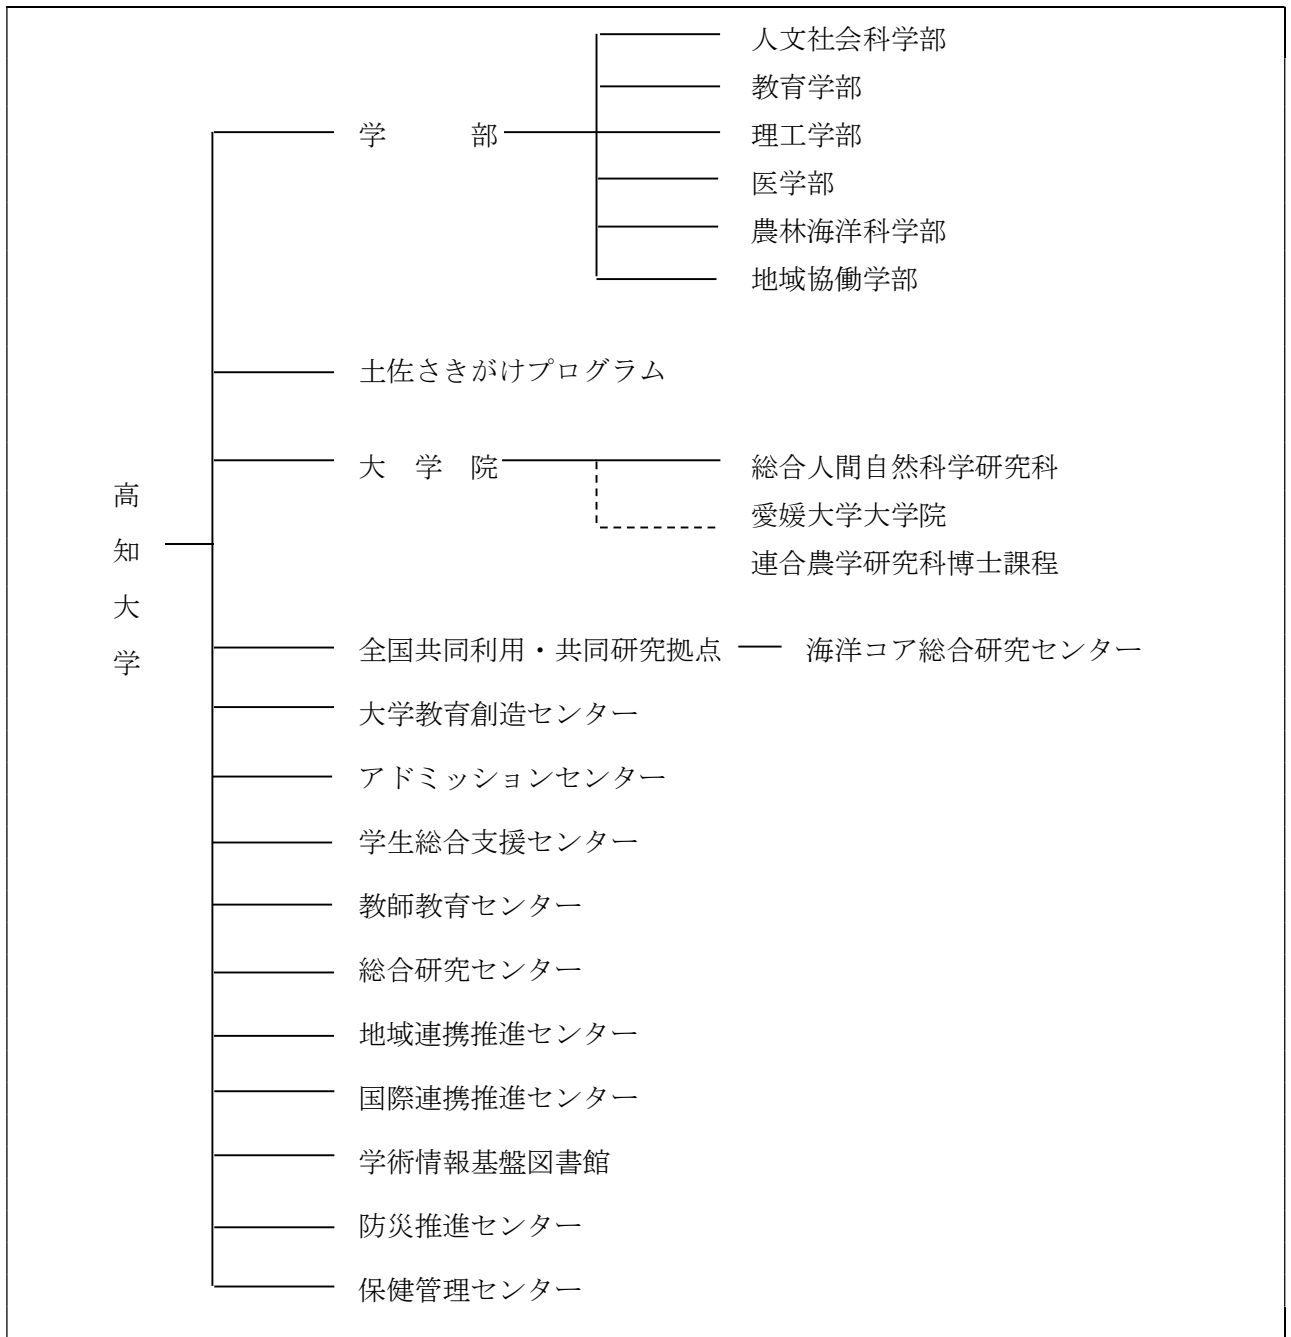 高知大学
学部
人文社会科学部
教育学部
理工学部
医学部
農林海洋科学部
地域協働学部
土佐さきがけプログラム
大学院
総合人間自然科学研究科
愛媛大学大学院
連合農学研究科博士課程
全国共同利用・共同研究拠点
海洋コア総合研究センター
大学教育創造センター
アドミッションセンター
学生総合支援センター
教師教育センター
総合研究センター
地域連携推進センター
国際連携推進センター
学術情報基盤図書館
防災推進センター
保健管理センター